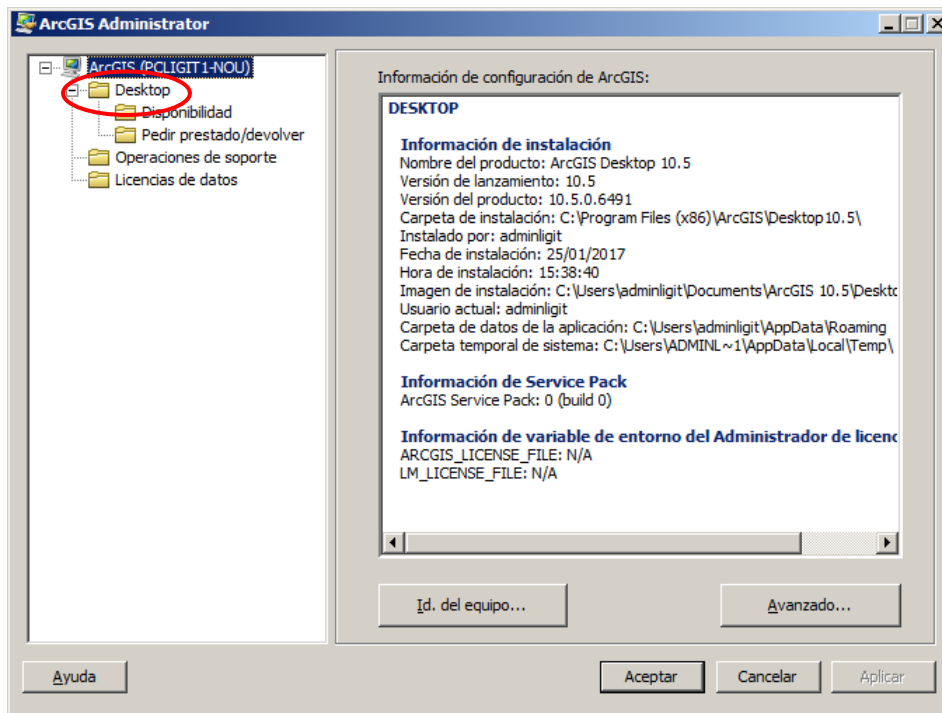 ArcGIS Administrator
ArcGIS (PCLIGIT1-NOU)
Desktop
Disponibilidad
Pedir prestado/devolver
Operaciones de soporte
Licencias de datos
Información de configuración de ArcGIS:
DESKTOP
Información de instalación
Nombre del producto: ArcGIS Desktop 10.5
Versión de lanzamiento: 10.5
Versión del producto: 10.5.0.6491
Carpeta de instalación: C:\Program Files (x86)\ArcGIS\Desktop10.5\
Instalado por: adminligit
Fecha de instalación: 25/01/2017
Hora de instalación: 15:38:40
Imagen de instalación: C:\Users\adminligit\Documents\ArcGIS 10.5\Deskto
Usuario actual: adminligit
Carpeta de datos de la aplicación: C:\Users\adminligit\AppData\Roaming
Carpeta temporal de sistema: C:\Users\ADMINL~1\AppData\Local\Temp\
Información de Service Pack
ArcGIS Service Pack: 0 (build 0)
Información de variable de entorno del Administrador de licenc
ARCGIS_LICENSE_FILE: N/A
LM_LICENSE_FILE: N/A
Id. del equipo...
Avanzado...
Ayuda
Aceptar
Cancelar
Aplicar